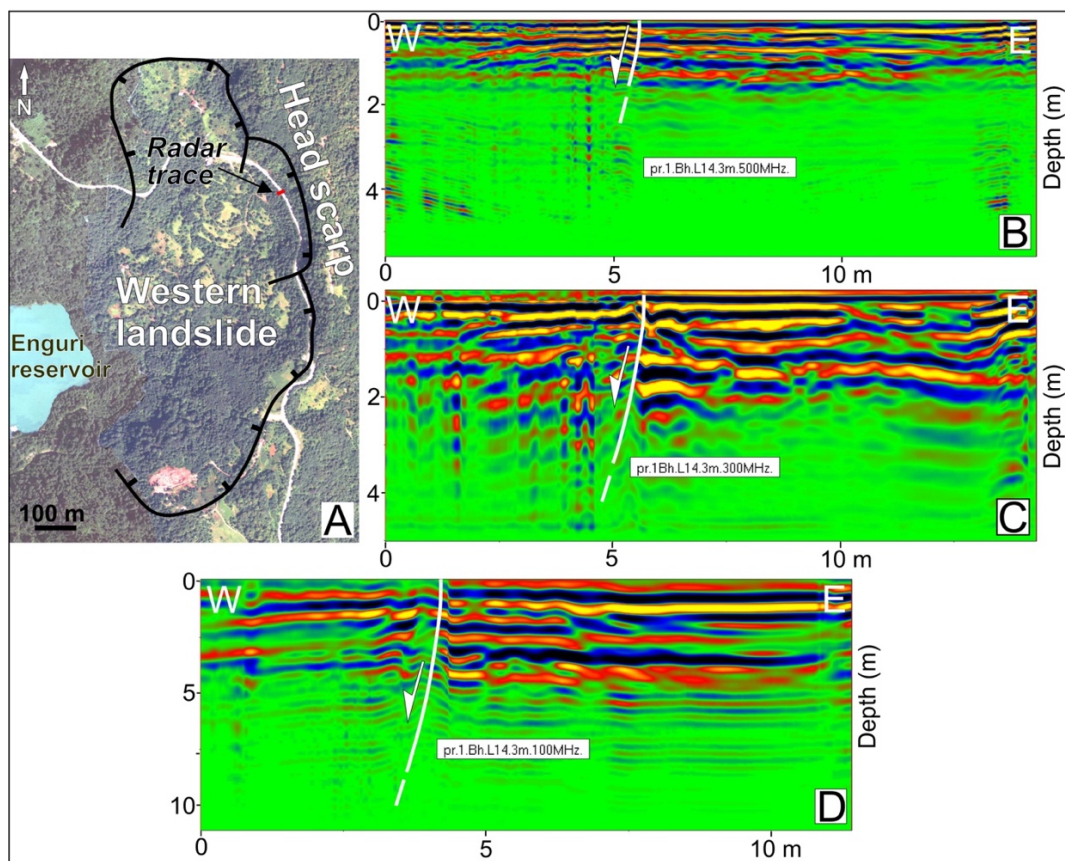 N
Head scarp
Radar
trace
Western
landslide
Enguri
reservoir
100 m
A
W
E
0
2
4
Depth (m)
pr.1.Bh.L14.3m.500MHz.
B
0
5
10 m
W
E
0
2
4
Depth (m)
pr.1Bh.L14.3m.300MHz.
C
0
5
10 m
W
E
0
5
10
Depth (m)
pr.1.Bh.L14.3m.100MHz.
D
0
5
10 m